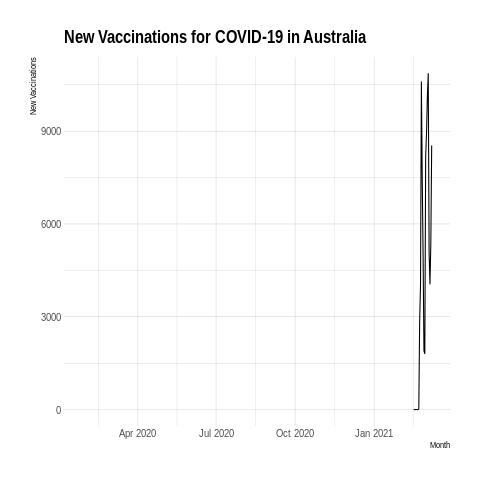 New Vaccinations for COVID-19 in Australia
New Vaccinations
9000
6000
3000
0
Apr 2020 Jul 2020 Oct 2020 Jan 2021
Month